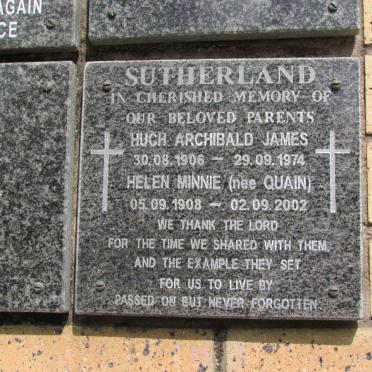 AGAIN
CE
SUTHERLAND
IN CHERISHED MEMORY OF
OUR BELOVED PARENTS
HUGH ARCHIBALD JAMES
30.08.1906 — 29.09.1974
HELEN MINNIE (nee QUAIN)
05.09.1908 — 02.09.2002
WE THANK THE LORD
FOR THE TIME WE SHARED WITH THEM
AND THE EXAMPLE THEY SET
FOR US TO LIVE BY
PASSED ON BUT NEVER FORGOTTEN.